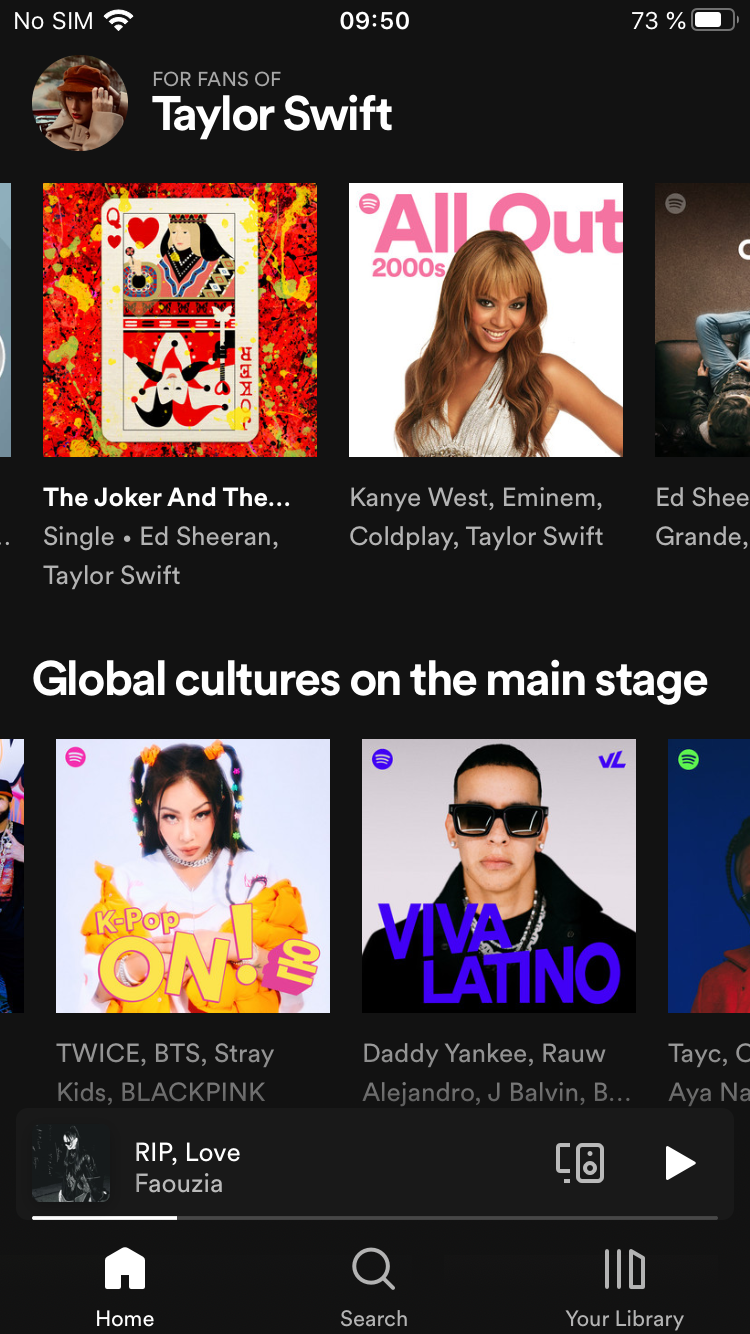 No SIM 09:50 73 %
FOR FANS OF
Taylor Swift
Q
JOKER
All Out
2000s
The Joker And The...
Single • Ed Sheeran,
Taylor Swift
Kanye West, Eminem,
Coldplay, Taylor Swift
Ed Shee
Grande,
Global cultures on the main stage
K-Pop
ON!
온
VL
VIVA
LATINO
TWICE, BTS, Stray
Kids, BLACKPINK
Daddy Yankee, Rauw
Alejandro, J Balvin, B...
Tayc, 
Aya Na
RIP, Love
Faouzia
Home
Search
Your Library